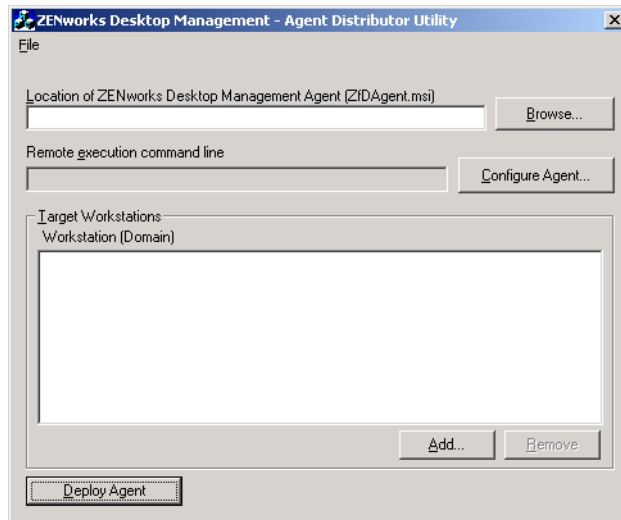 ZENworks Desktop Management - Agent Distributor Utility
File
Location of ZENworks Desktop Management Agent (ZfDAgent.msi)
Browse...
Remote execution command line
Configure Agent...
Target Workstations
Workstation (Domain)
Add...
Remove
Deploy Agent